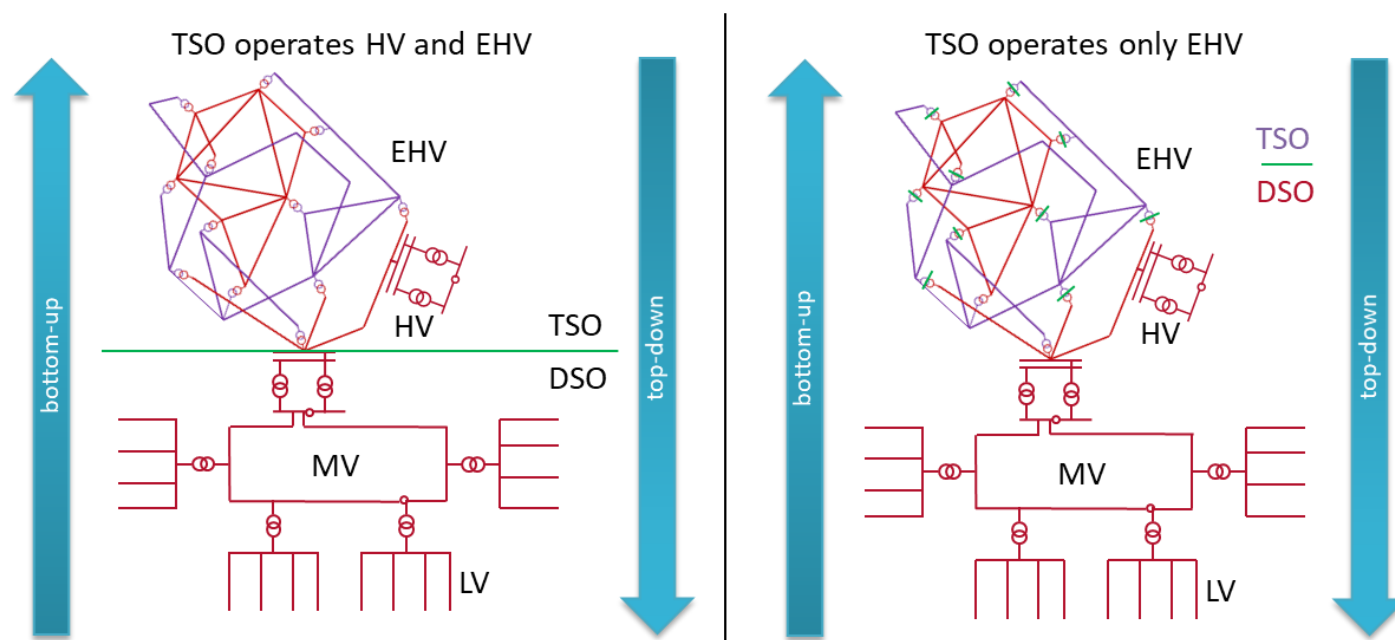 TSO operates HV and EHV
bottom-up
top-down
EHV
HV
TSO
DSO
MV
LV
TSO operates only EHV
bottom-up
top-down
EHV
TSO
DSO
HV
MV
LV